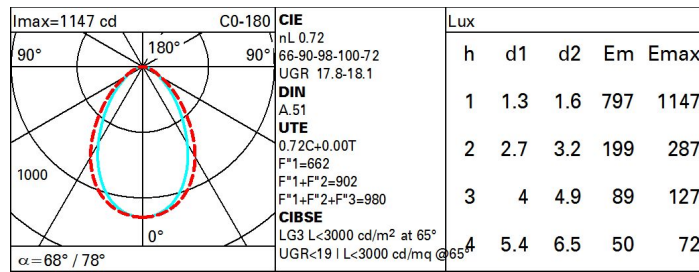 Imax=1147 cd C0-180
90° 180° 90°
1000
0°
α=68° / 78°
CIE
nL 0.72
66-90-98-100-72
UGR 17.8-18.1
DIN
A.51
UTE
0.72C+0.00T
F"1=662
F"1+F"2=902
F"1+F"2+F"3=980
CIBSE
LG3 L<3000 cd/m² at 65°
UGR<19 | L<3000 cd/mq @65°
Lux
h d1 d2 Em Emax
1 1.3 1.6 797 1147
2 2.7 3.2 199 287
3 4 4.9 89 127
4 5.4 6.5 50 72